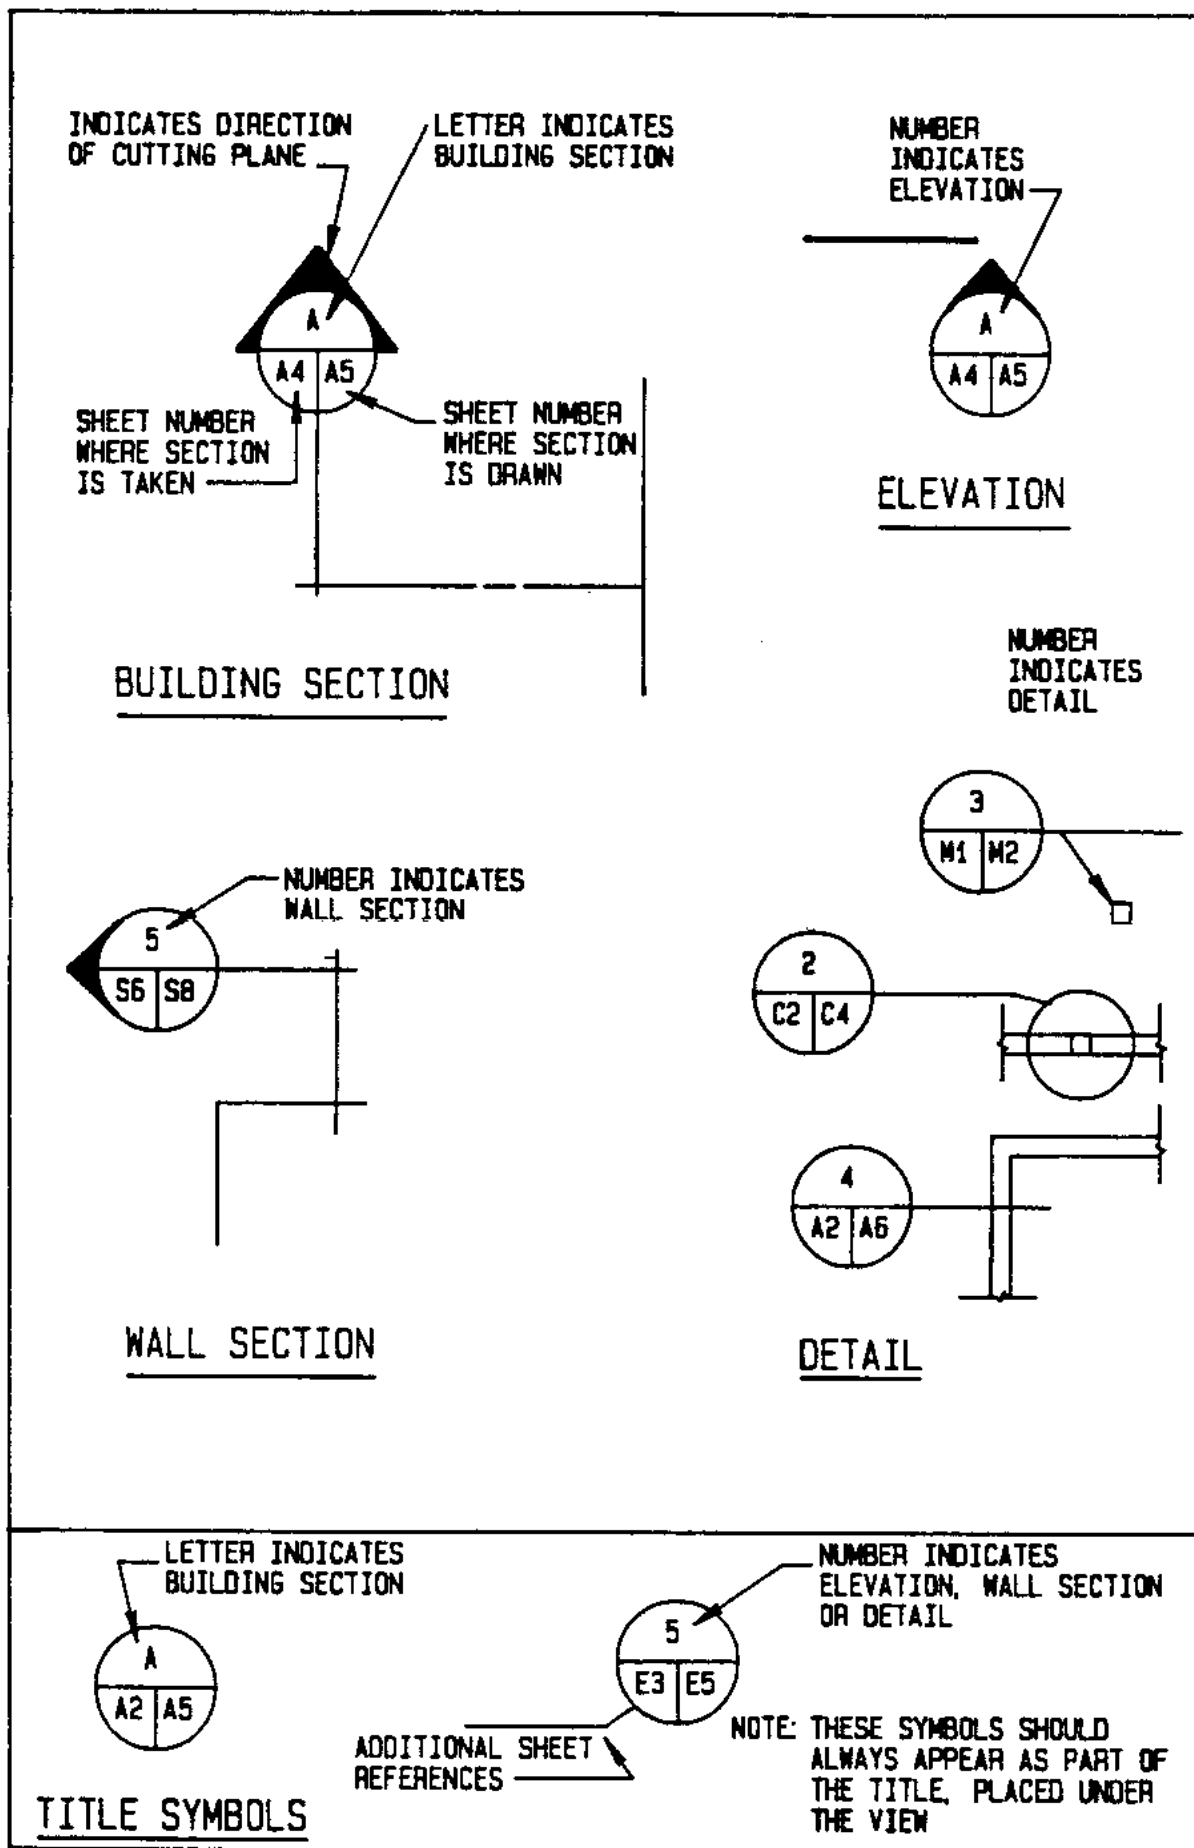 INDICATES DIRECTION
OF CUTTING PLANE
LETTER INDICATES
BUILDING SECTION
A
A4 A5
SHEET NUMBER
WHERE SECTION
IS TAKEN
SHEET NUMBER
WHERE SECTION
IS DRAWN
BUILDING SECTION
NUMBER
INDICATES
ELEVATION
A
A4 A5
ELEVATION
NUMBER INDICATES
WALL SECTION
5
S6 S8
WALL SECTION
NUMBER
INDICATES
DETAIL
3
M1 M2
2
C2 C4
4
A2 A6
DETAIL
LETTER INDICATES
BUILDING SECTION
A
A2 A5
TITLE SYMBOLS
NUMBER INDICATES
ELEVATION, WALL SECTION
OR DETAIL
5
E3 E5
ADDITIONAL SHEET
REFERENCES
NOTE: THESE SYMBOLS SHOULD
ALWAYS APPEAR AS PART OF
THE TITLE, PLACED UNDER
THE VIEW